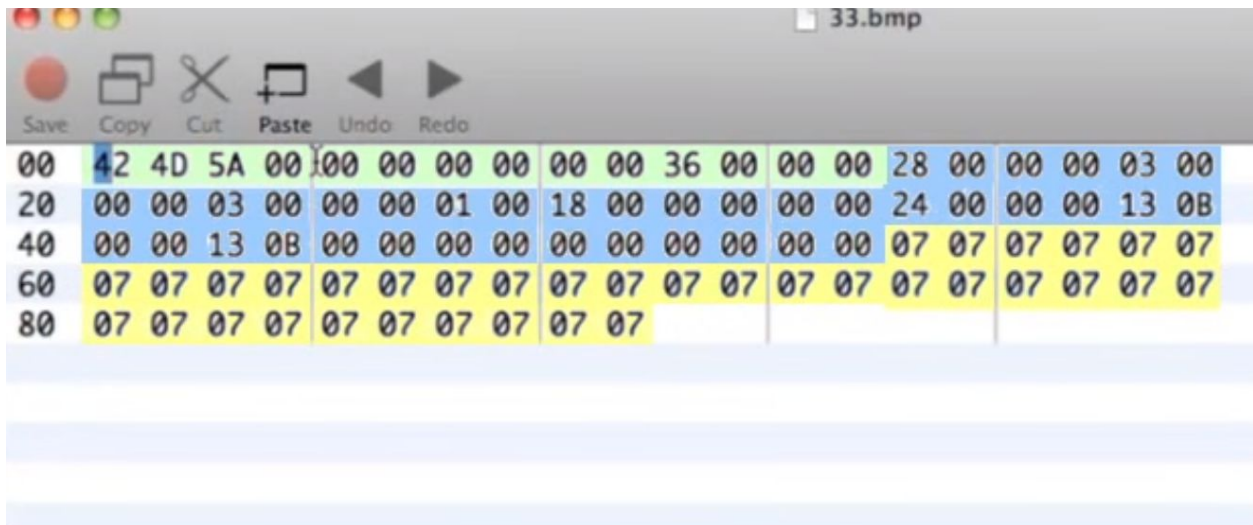 33.bmp
Save Copy Cut Paste Undo Redo
00 42 4D 5A 00 00 00 00 00 00 00 36 00 00 00 28 00 00 00 03 00
20 00 00 03 00 00 00 01 00 18 00 00 00 00 00 24 00 00 00 13 0B
40 00 00 13 0B 00 00 00 00 00 00 00 00 00 00 07 07 07 07 07 07
60 07 07 07 07 07 07 07 07 07 07 07 07 07 07 07 07 07 07 07 07
80 07 07 07 07 07 07 07 07 07 07